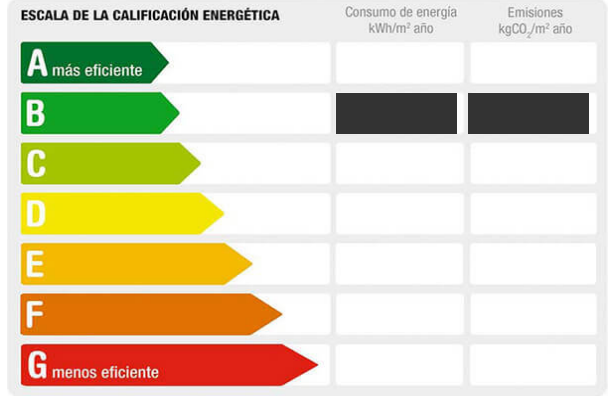 ESCALA DE LA CALIFICACIÓN ENERGÉTICA
Consumo de energía
kWh/m² año
Emisiones
kgCO₂/m² año
A más eficiente
B
C
D
E
F
G menos eficiente